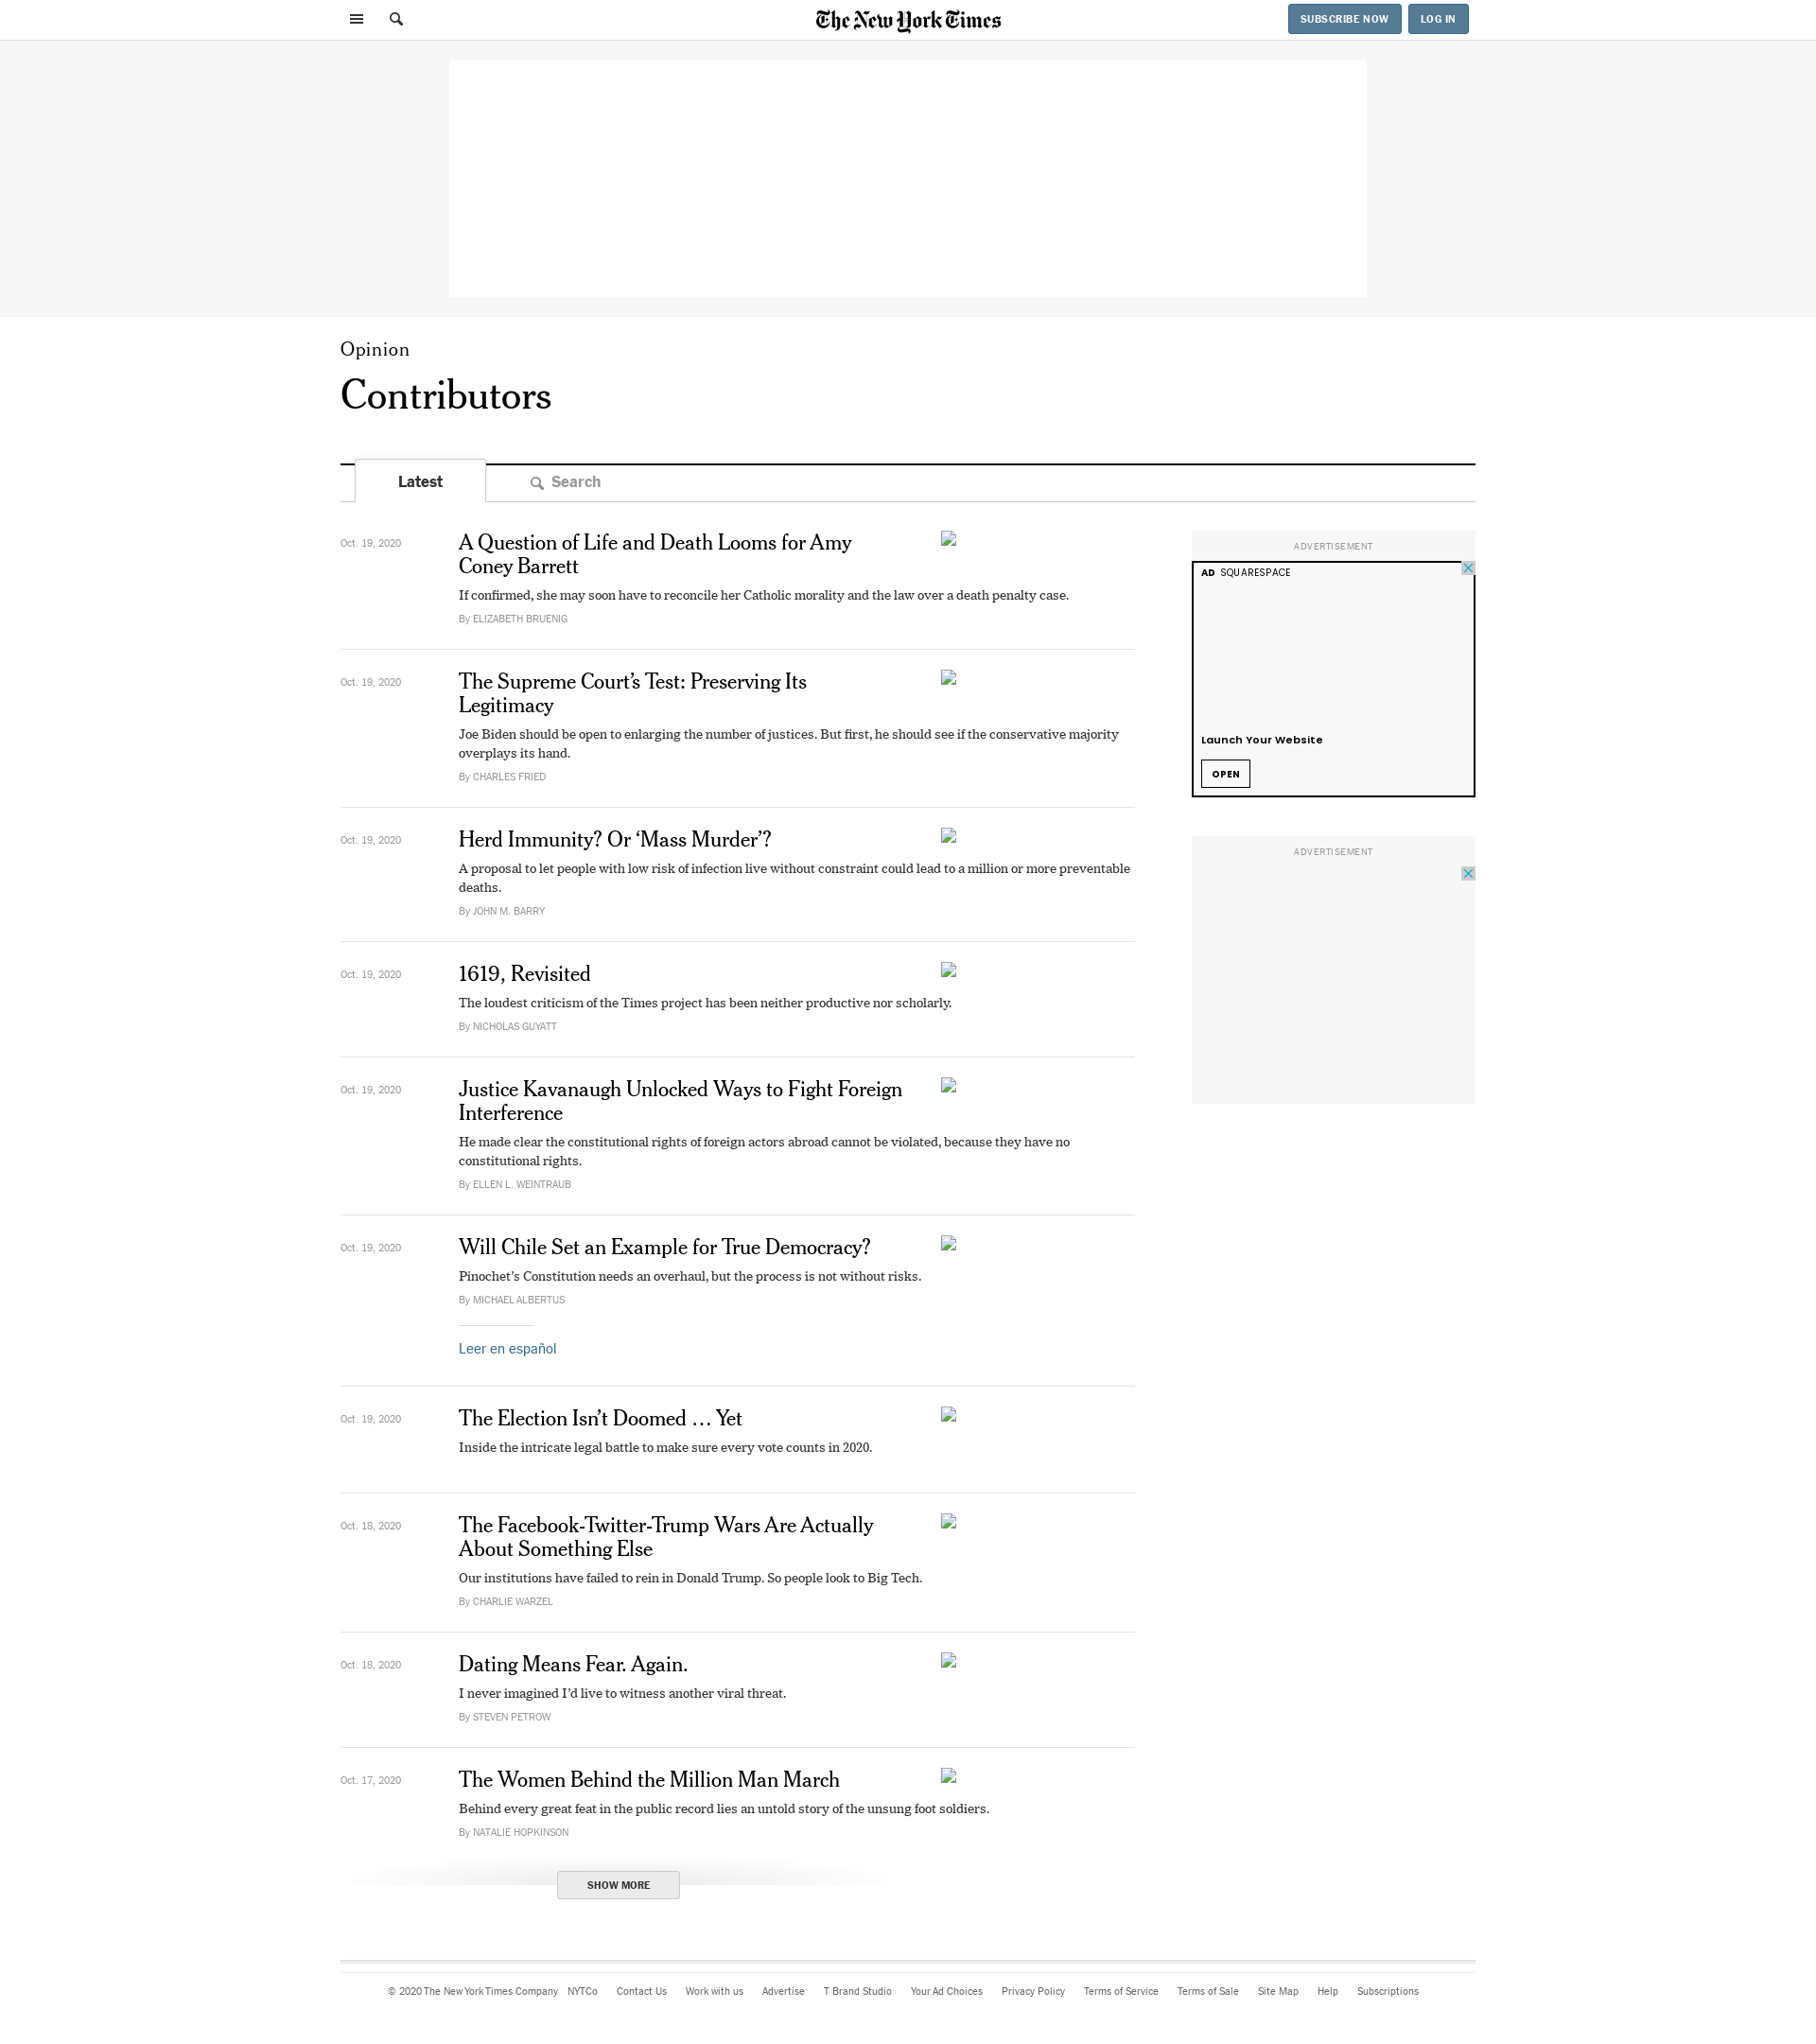 The New York Times
SUBSCRIBE NOW
LOG IN
Opinion
Contributors
Latest
Search
Oct. 19, 2020
A Question of Life and Death Looms for Amy
Coney Barrett
If confirmed, she may soon have to reconcile her Catholic morality and the law over a death penalty case.
By ELIZABETH BRUENIG
Oct. 19, 2020
The Supreme Court’s Test: Preserving Its
Legitimacy
Joe Biden should be open to enlarging the number of justices. But first, he should see if the conservative majority
overplays its hand.
By CHARLES FRIED
Oct. 19, 2020
Herd Immunity? Or ‘Mass Murder’?
A proposal to let people with low risk of infection live without constraint could lead to a million or more preventable
deaths.
By JOHN M. BARRY
Oct. 19, 2020
1619, Revisited
The loudest criticism of the Times project has been neither productive nor scholarly.
By NICHOLAS GUYATT
Oct. 19, 2020
Justice Kavanaugh Unlocked Ways to Fight Foreign
Interference
He made clear the constitutional rights of foreign actors abroad cannot be violated, because they have no
constitutional rights.
By ELLEN L. WEINTRAUB
Oct. 19, 2020
Will Chile Set an Example for True Democracy?
Pinochet’s Constitution needs an overhaul, but the process is not without risks.
By MICHAEL ALBERTUS
Leer en español
Oct. 19, 2020
The Election Isn’t Doomed … Yet
Inside the intricate legal battle to make sure every vote counts in 2020.
Oct. 18, 2020
The Facebook-Twitter-Trump Wars Are Actually
About Something Else
Our institutions have failed to rein in Donald Trump. So people look to Big Tech.
By CHARLIE WARZEL
Oct. 18, 2020
Dating Means Fear. Again.
I never imagined I’d live to witness another viral threat.
By STEVEN PETROW
Oct. 17, 2020
The Women Behind the Million Man March
Behind every great feat in the public record lies an untold story of the unsung foot soldiers.
By NATALIE HOPKINSON
SHOW MORE
ADVERTISEMENT
AD SQUARESPACE
Launch Your Website
OPEN
ADVERTISEMENT
© 2020 The New York Times Company NYTCo Contact Us Work with us Advertise T Brand Studio Your Ad Choices Privacy Policy Terms of Service Terms of Sale Site Map Help Subscriptions